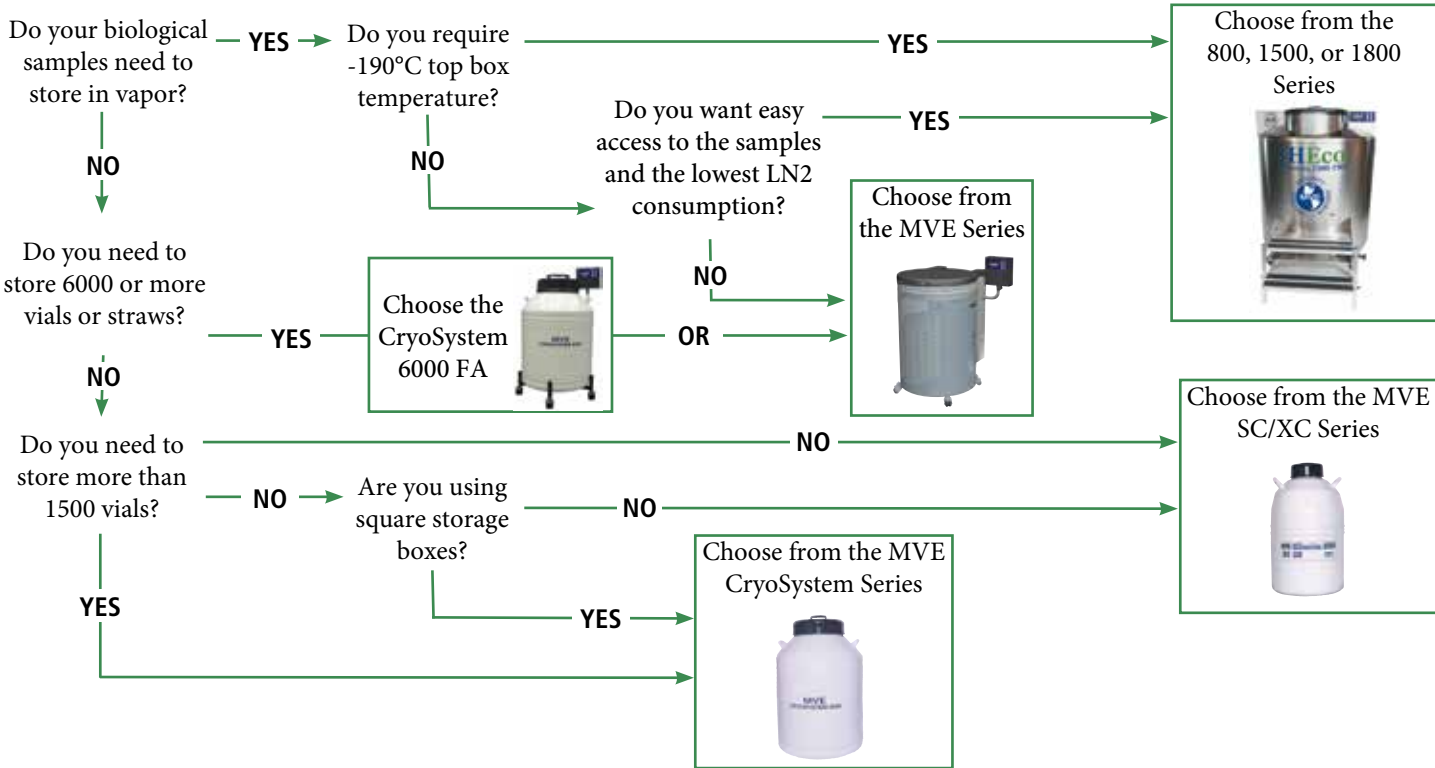 Do your biological
samples need to
store in vapor?
YES
Do you require
-190°C top box
temperature?
YES
Choose from the
800, 1500, or 1800
Series
HEco
NO
NO
Do you want easy
access to the samples
and the lowest LN2
consumption?
YES
NO
Choose from
the MVE Series
Do you need to
store 6000 or more
vials or straws?
YES
Choose the
CryoSystem
6000 FA
MVE
OR
NO
Do you need to
store more than
1500 vials?
NO
Choose from the MVE
SC/XC Series
NO
Are you using
square storage
boxes?
NO
YES
YES
Choose from the MVE
CryoSystem Series
MVE